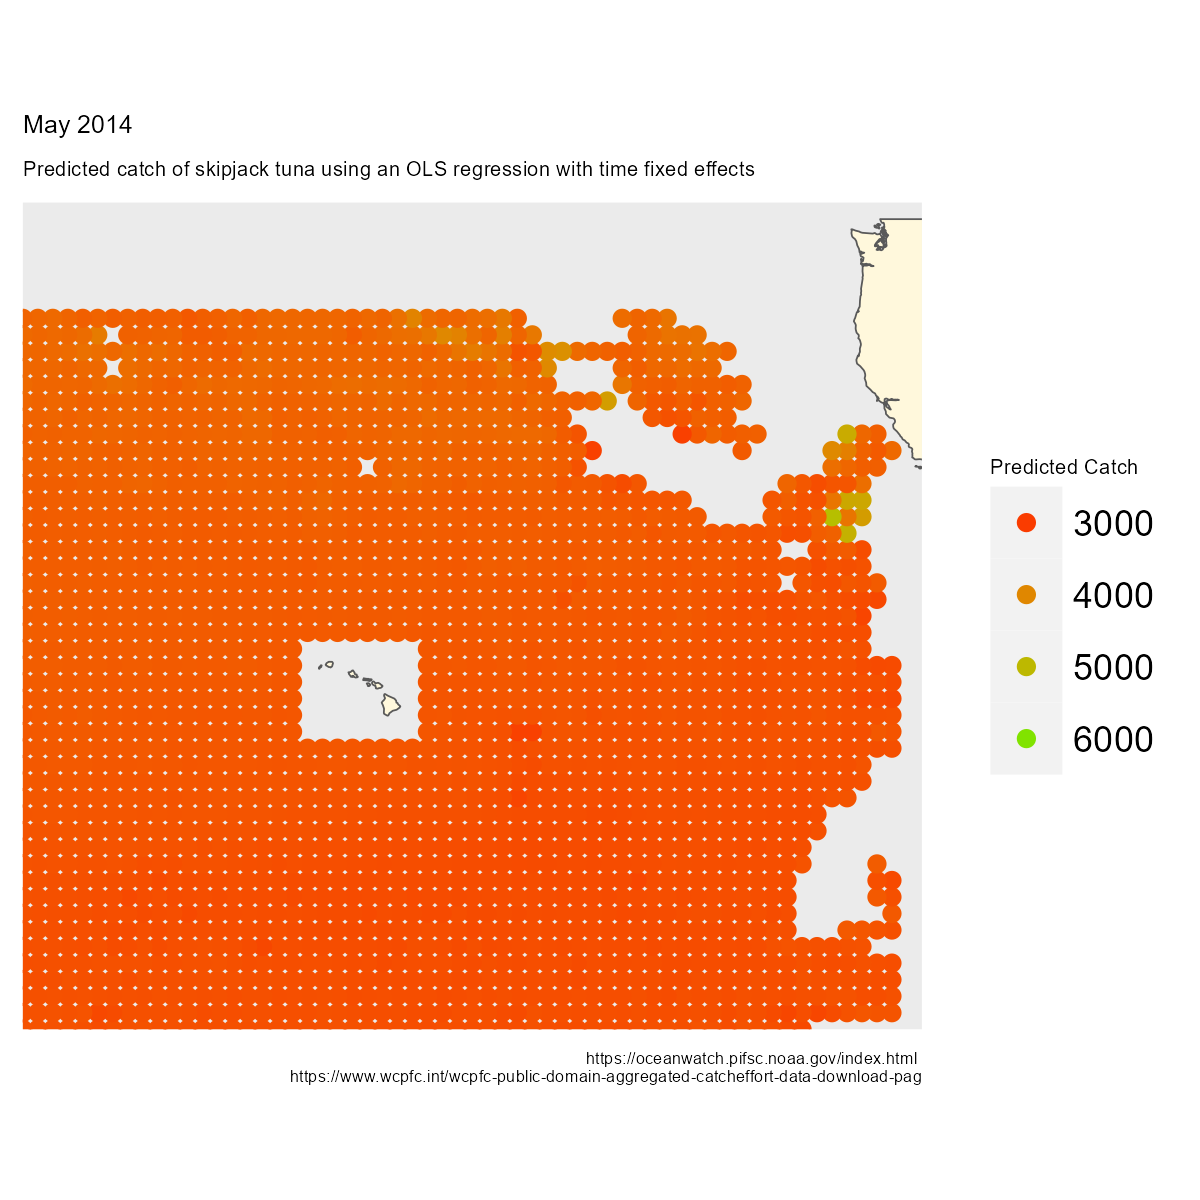 May 2014
Predicted catch of skipjack tuna using an OLS regression with time fixed effects
Predicted Catch
3000
4000
5000
6000
https://oceanwatch.pifsc.noaa.gov/index.html
https://www.wcpfc.int/wcpfc-public-domain-aggregated-catcheffort-data-download-pag